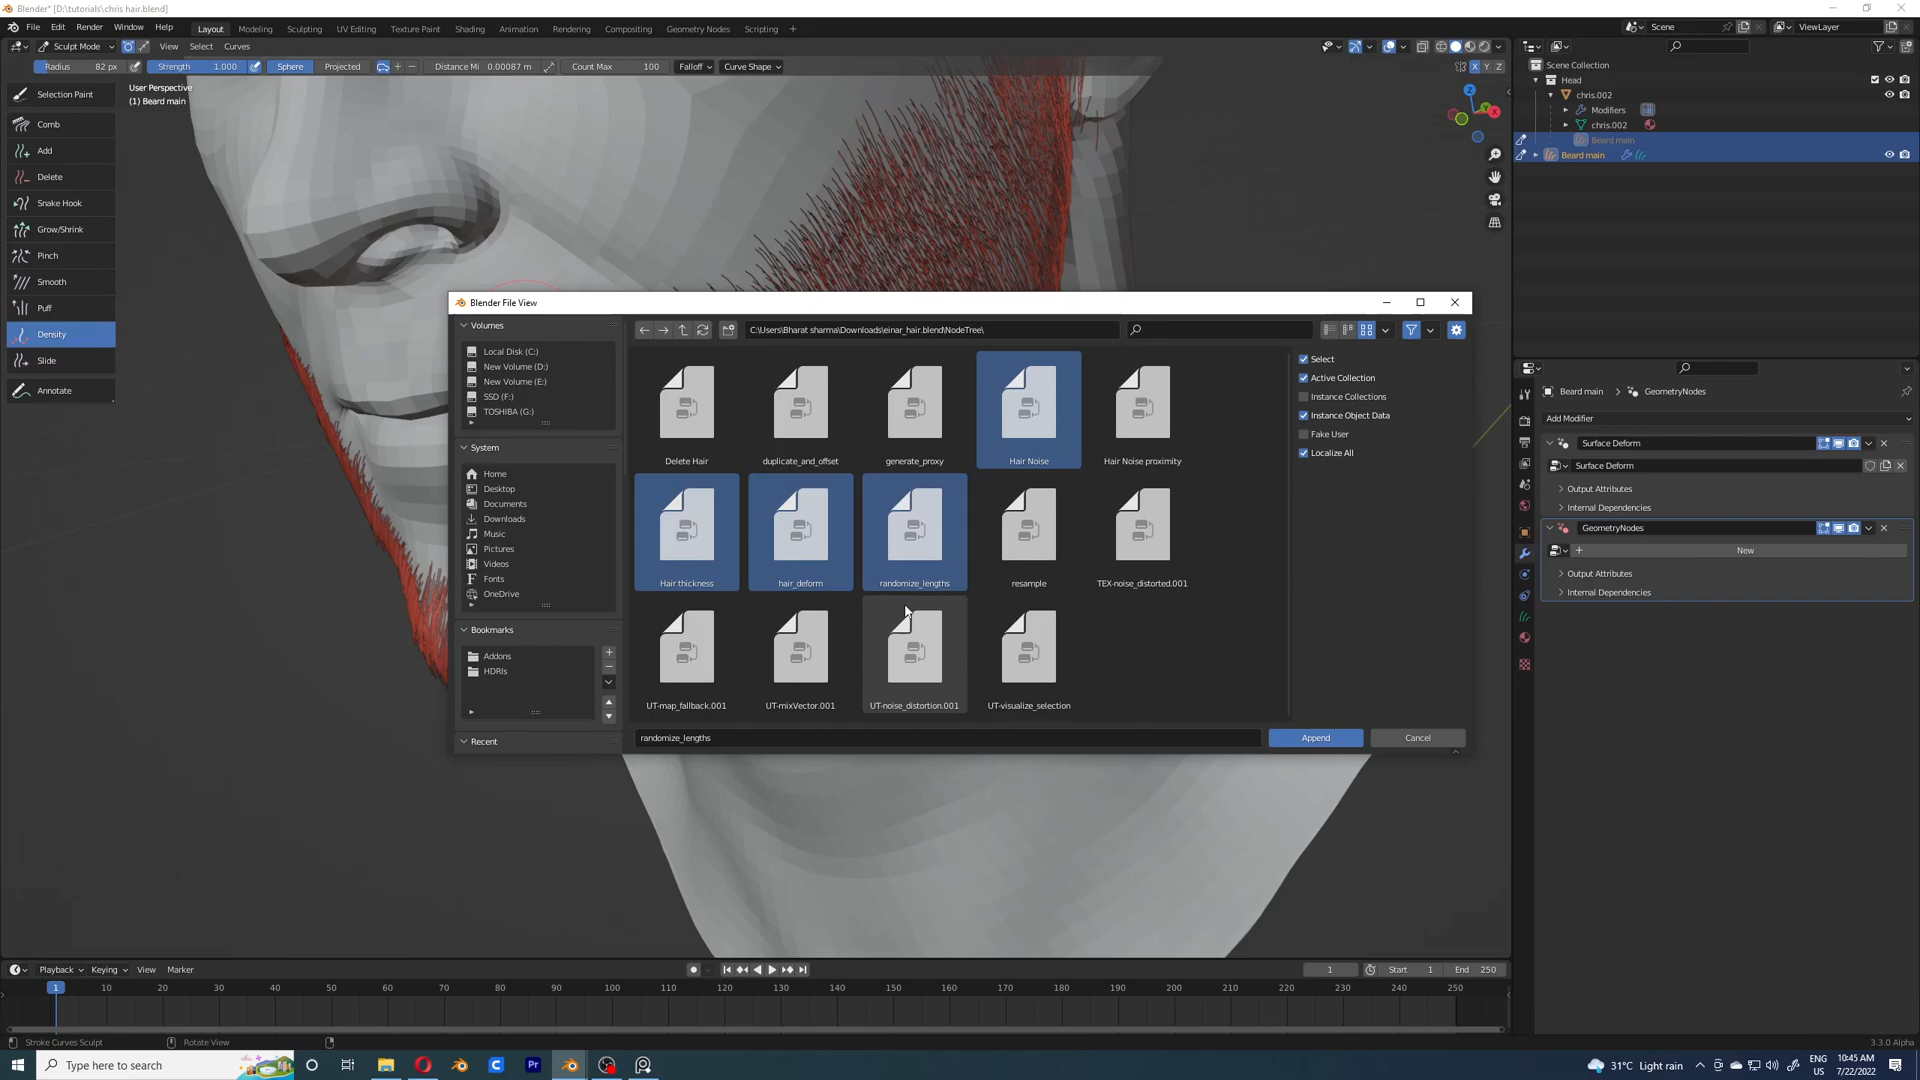 Blender* [D:\tutorials\chris hair.blend]
File Edit Render Window Help Layout Modeling Sculpting UV Editing Texture Paint Shading Animation Rendering Compositing Geometry Nodes Scripting + Scene ViewLayer
Sculpt Mode View Select Curves
Radius 82 px Strength 1.000 Sphere Projected + − Distance Mi 0.00087 m Count Max 100 Falloff Curve Shape X Y Z
User Perspective
(1) Beard main
Selection Paint
Comb
Add
Delete
Snake Hook
Grow/Shrink
Pinch
Smooth
Puff
Density
Slide
Annotate
Z
Y
X
Scene Collection
Head
chris.002
Modifiers
chris.002
Beard main
Beard main
Blender File View
Volumes
Local Disk (C:)
New Volume (D:)
New Volume (E:)
SSD (F:)
TOSHIBA (G:)
System
Home
Desktop
Documents
Downloads
Music
Pictures
Videos
Fonts
OneDrive
Bookmarks
Addons
HDRIs
Recent
C:\Users\Bharat sharma\Downloads\einar_hair.blend\NodeTree\
Delete Hair duplicate_and_offset generate_proxy Hair Noise Hair Noise proximity
Hair thickness hair_deform randomize_lengths resample TEX-noise_distorted.001
UT-map_fallback.001 UT-mixVector.001 UT-noise_distortion.001 UT-visualize_selection
randomize_lengths Append Cancel
Select
Active Collection
Instance Collections
Instance Object Data
Fake User
Localize All
Beard main > GeometryNodes
Add Modifier
Surface Deform
Surface Deform
Output Attributes
Internal Dependencies
GeometryNodes
+ New
Output Attributes
Internal Dependencies
Playback Keying View Marker 1 Start 1 End 250
1 10 20 30 40 50 60 70 80 90 100 110 120 130 140 150 160 170 180 190 200 210 220 230 240 250
Stroke Curves Sculpt Rotate View 3.3.0 Alpha
Type here to search Pr 31°C Light rain ENG US 10:45 AM 7/22/2022